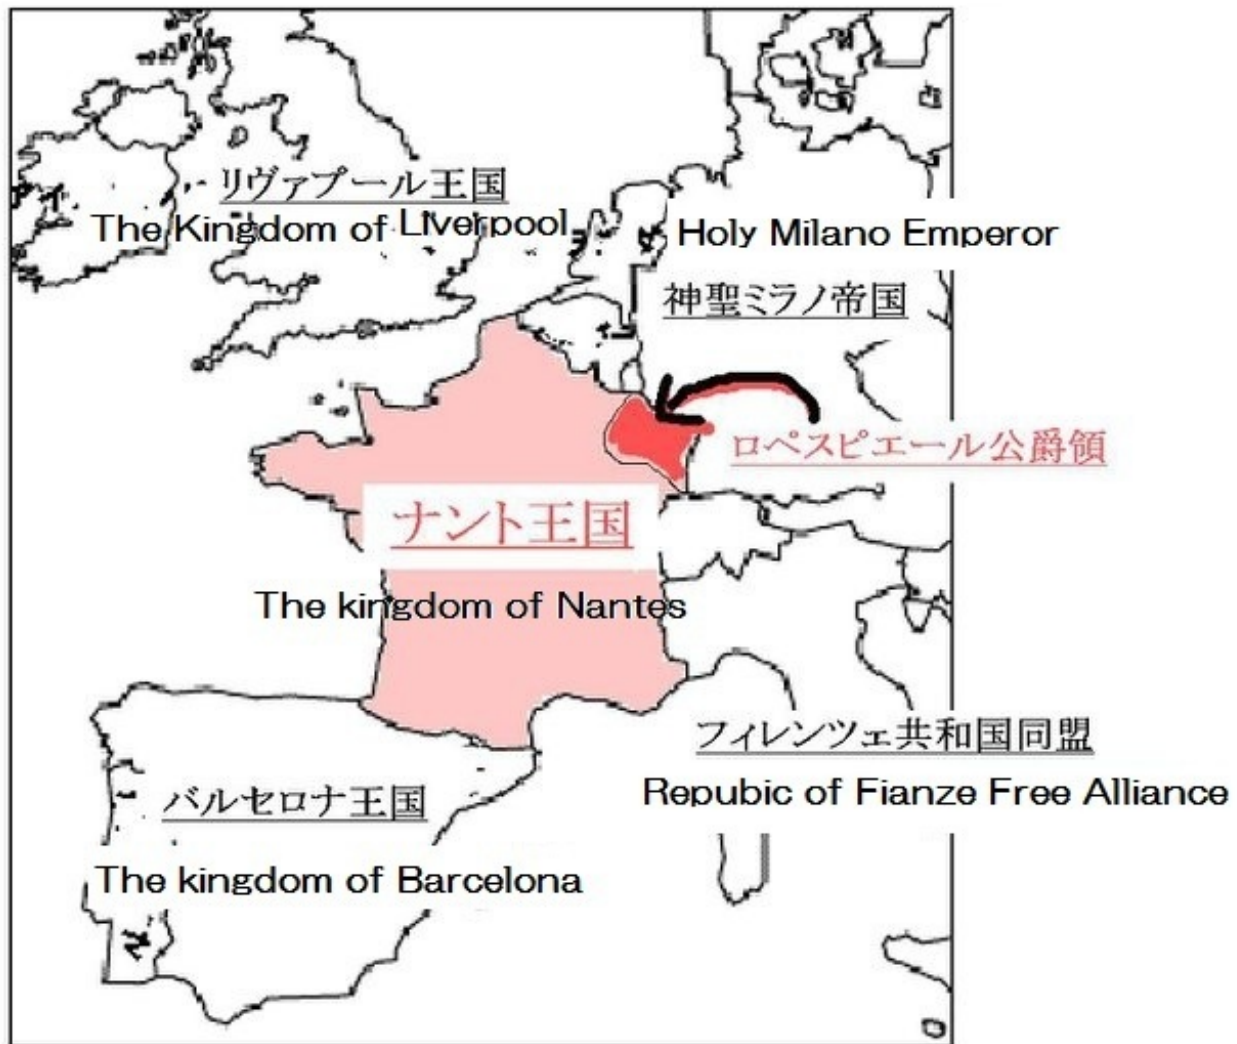 リヴァプール王国
The Kingdom of Liverpool
Holy Milano Emperor
神聖ミラノ帝国
ロペスピエール公爵領
ナント王国
The kingdom of Nantes
フィレンツェ共和国同盟
Repubic of Fianze Free Alliance
バルセロナ王国
The kingdom of Barcelona